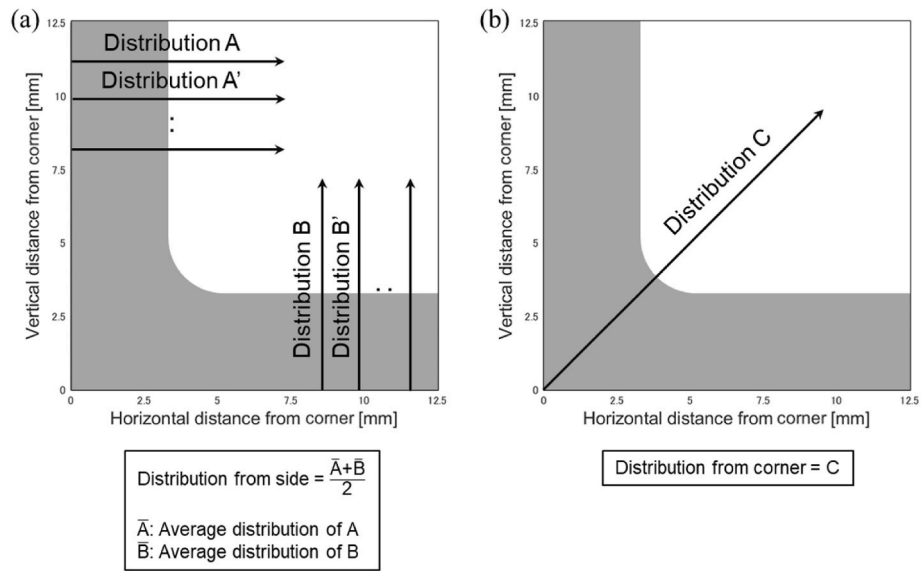 (a)
12.5
10
7.5
5
2.5
0
Vertical distance from corner [mm]
Distribution A
Distribution A'
:
Distribution B
Distribution B'
..
0
2.5
5
7.5
10
12.5
Horizontal distance from corner [mm]
Distribution from side = (Ā+B̄)/2
Ā: Average distribution of A
B̄: Average distribution of B
(b)
12.5
10
7.5
5
2.5
0
Vertical distance from corner [mm]
Distribution C
0
2.5
5
7.5
10
12.5
Horizontal distance from corner [mm]
Distribution from corner = C